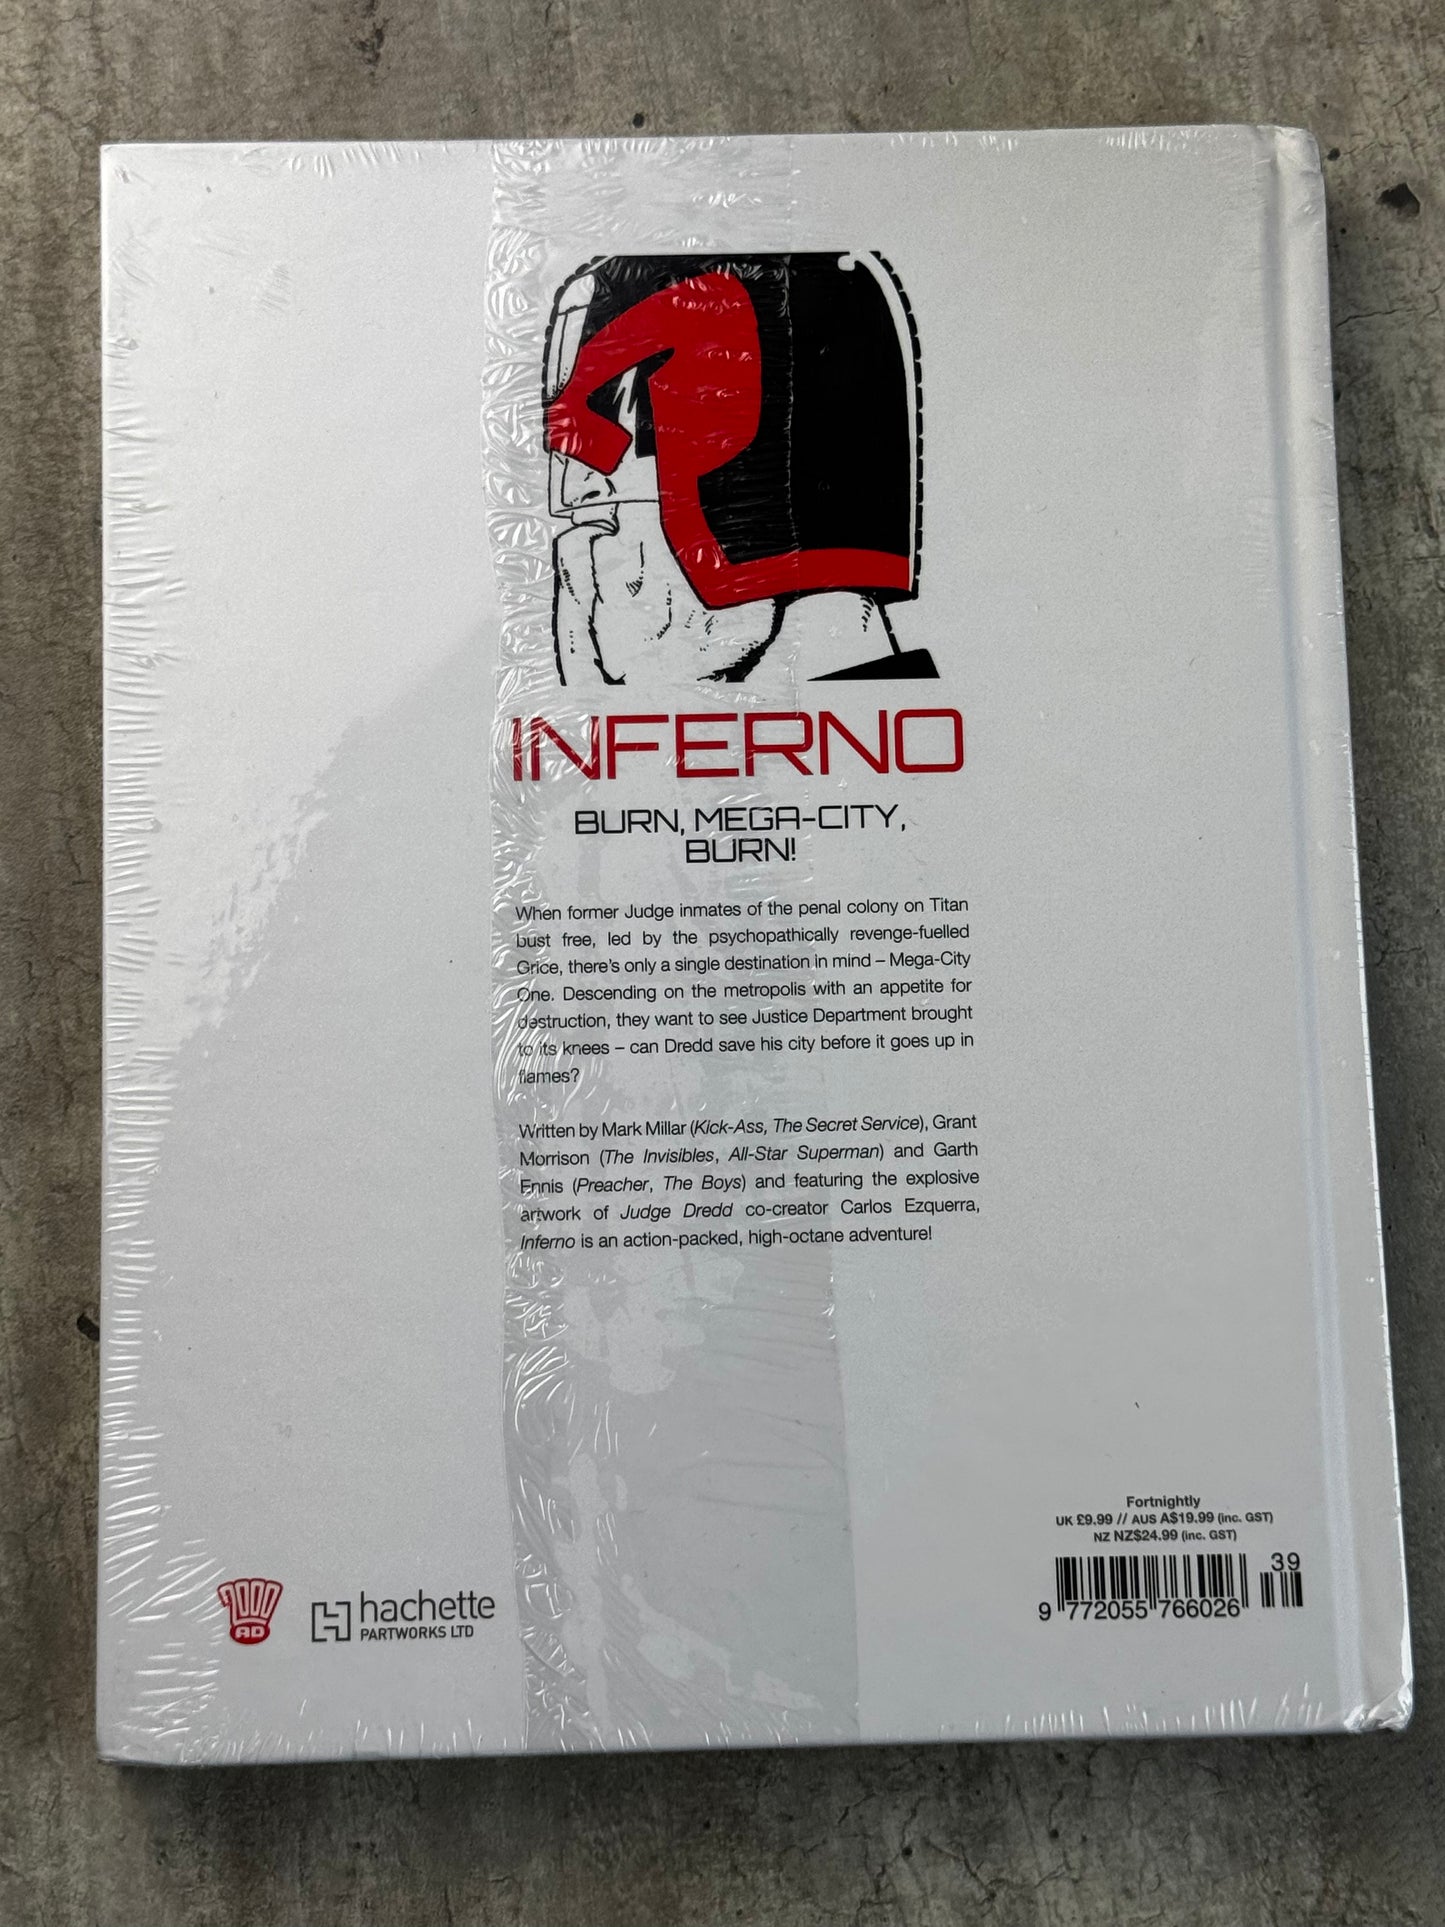 INFERNO
BURN, MEGA-CITY,
BURN!
When former Judge inmates of the penal colony on Titan
bust free, led by the psychopathically revenge-fuelled
Grice, there's only a single destination in mind – Mega-City
One. Descending on the metropolis with an appetite for
destruction, they want to see Justice Department brought
to its knees – can Dredd save his city before it goes up in
flames?
Written by Mark Millar (Kick-Ass, The Secret Service), Grant
Morrison (The Invisibles, All-Star Superman) and Garth
Ennis (Preacher, The Boys) and featuring the explosive
artwork of Judge Dredd co-creator Carlos Ezquerra,
Inferno is an action-packed, high-octane adventure!
2000
AD
hachette
PARTWORKS LTD
Fortnightly
UK £9.99 // AUS A$19.99 (inc. GST)
NZ NZ$24.99 (inc. GST)
39
9 772055 766026